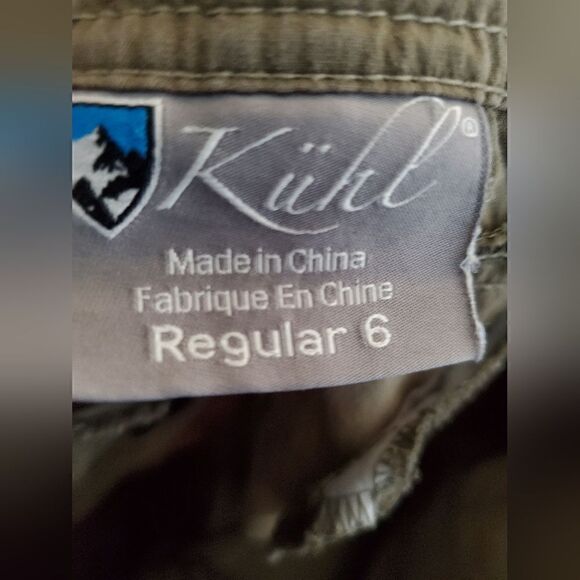 Kühl®
Made in China
Fabrique En Chine
Regular 6